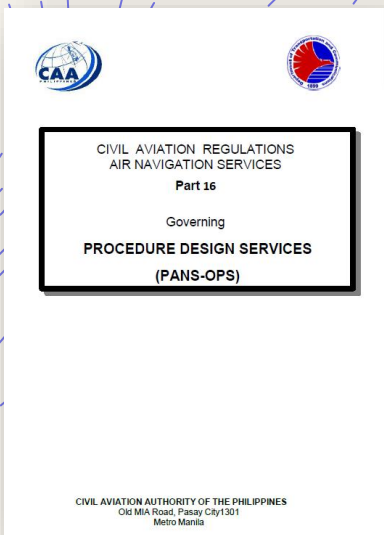 CAA
PHILIPPINES
CIVIL AVIATION REGULATIONS
AIR NAVIGATION SERVICES
Part 16
Governing
PROCEDURE DESIGN SERVICES
(PANS-OPS)
CIVIL AVIATION AUTHORITY OF THE PHILIPPINES
Old MIA Road, Pasay City1301
Metro Manila